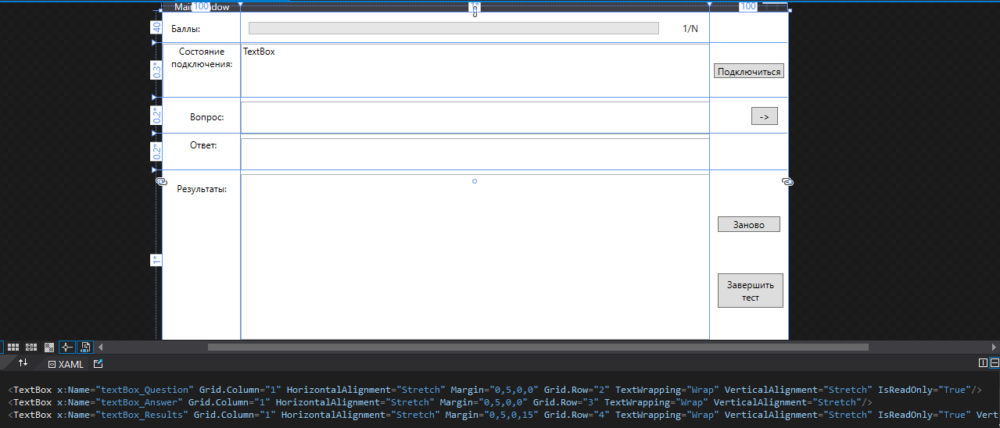 Main indow
100 1* 100
40 Баллы: 1/N
0.3* Состояние подключения: TextBox Подключиться
0.2* Вопрос: ->
0.2* Ответ:
Результаты:
Заново
1*
Завершить
тест
XAML
<TextBox x:Name="textBox_Question" Grid.Column="1" HorizontalAlignment="Stretch" Margin="0,5,0,0" Grid.Row="2" TextWrapping="Wrap" VerticalAlignment="Stretch" IsReadOnly="True"/>
<TextBox x:Name="textBox_Answer" Grid.Column="1" HorizontalAlignment="Stretch" Margin="0,5,0,0" Grid.Row="3" TextWrapping="Wrap" VerticalAlignment="Stretch"/>
<TextBox x:Name="textBox_Results" Grid.Column="1" HorizontalAlignment="Stretch" Margin="0,5,0,15" Grid.Row="4" TextWrapping="Wrap" VerticalAlignment="Stretch" IsReadOnly="True" Vert